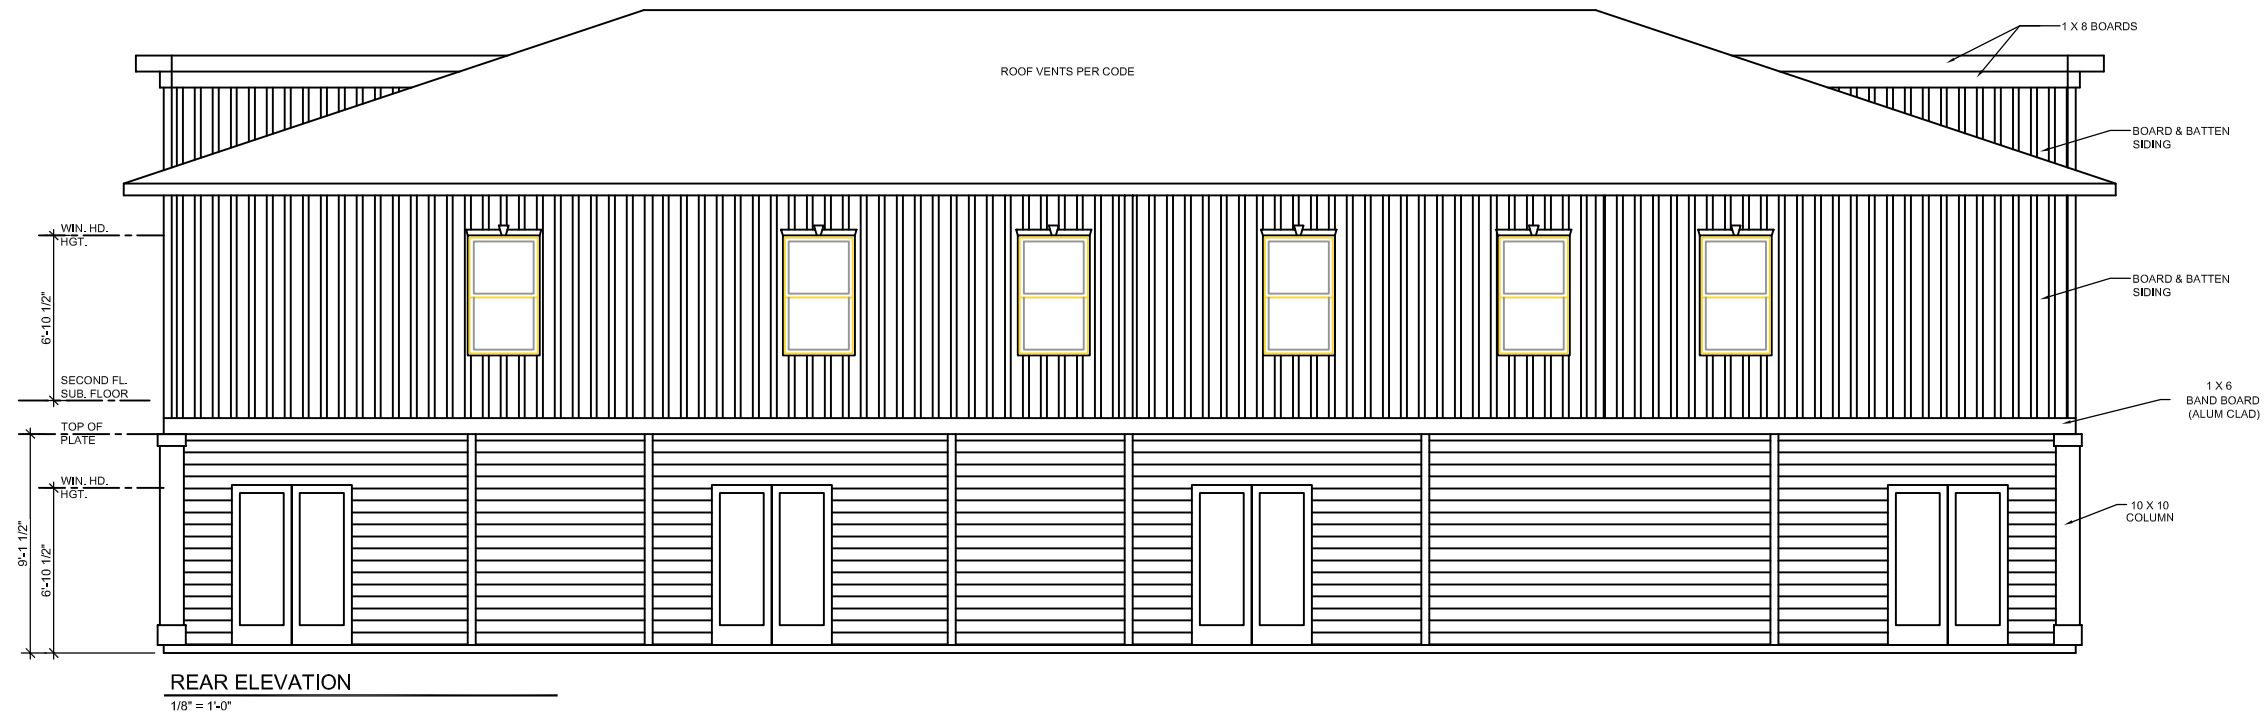 1 X 8 BOARDS
ROOF VENTS PER CODE
BOARD & BATTEN
SIDING
WIN. HD.
HGT.
6'-10 1/2"
BOARD & BATTEN
SIDING
SECOND FL.
SUB. FLOOR
1 X 6
BAND BOARD
(ALUM CLAD)
TOP OF
PLATE
WIN. HD.
HGT.
9'-1 1/2"
6'-10 1/2"
10 X 10
COLUMN
REAR ELEVATION
1/8" = 1'-0"